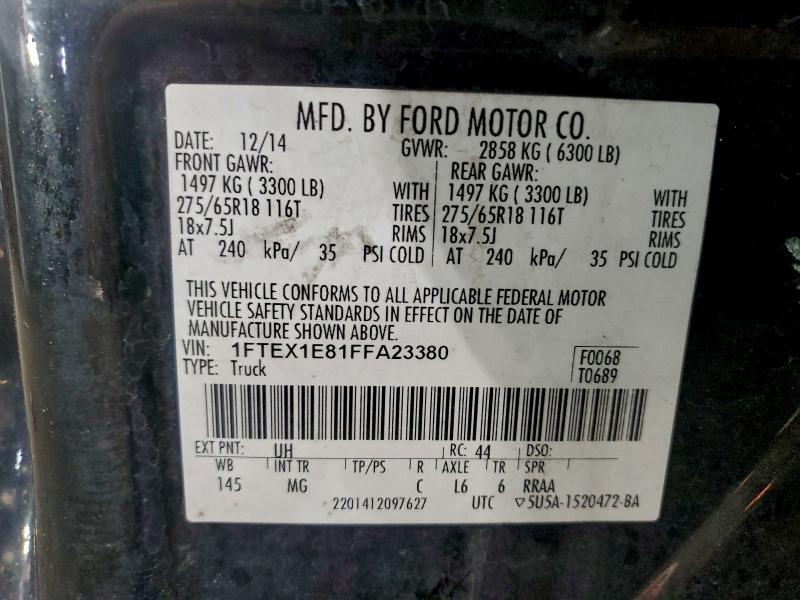 MFD. BY FORD MOTOR CO.
DATE: 12/14 GVWR: 2858 KG ( 6300 LB)
FRONT GAWR: REAR GAWR:
1497 KG ( 3300 LB) WITH 1497 KG ( 3300 LB) WITH
275/65R18 116T TIRES 275/65R18 116T TIRES
18x7.5J RIMS 18x7.5J RIMS
AT 240 kPa/ 35 PSI COLD AT 240 kPa/ 35 PSI COLD
THIS VEHICLE CONFORMS TO ALL APPLICABLE FEDERAL MOTOR
VEHICLE SAFETY STANDARDS IN EFFECT ON THE DATE OF
MANUFACTURE SHOWN ABOVE.
VIN: 1FTEX1E81FFA23380 F0068
TYPE: Truck T0689
EXT PNT: UH RC: 44 DSO:
WB INT TR TP/PS R AXLE TR SPR
145 MG C L6 6 RRAA
2201412097627 UTC ▽5U5A-1520472-BA